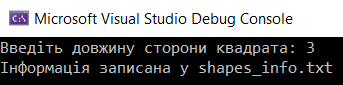 Microsoft Visual Studio Debug Console
Введіть довжину сторони квадрата: 3
Інформація записана у shapes_info.txt